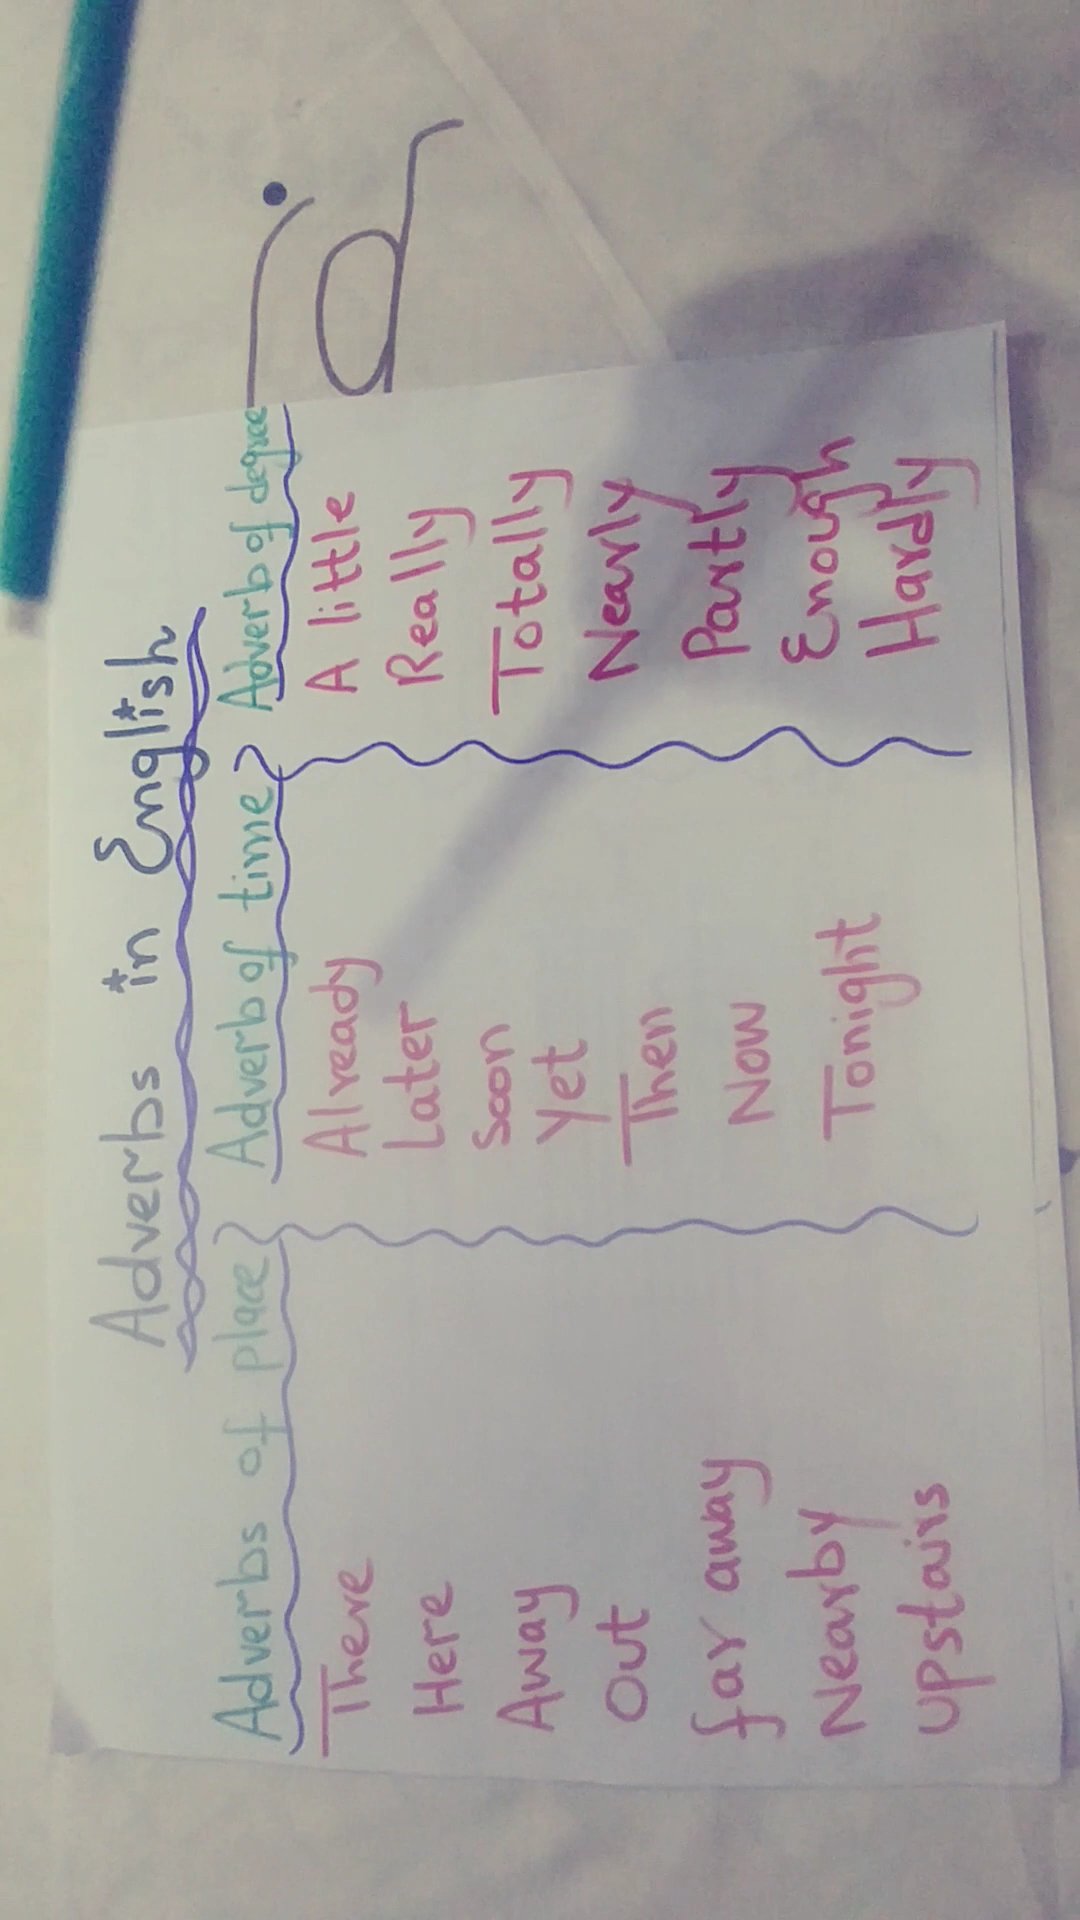 Adverbs in English
Adverbs of place
There
Here
Away
Out
far away
Nearby
upstairs
Adverb of time
Already
Later
Soon
Yet
Then
Now
Tonight
Adverb of degree
A little
Really
Totally
Nearly
Partly
Enough
Hardly